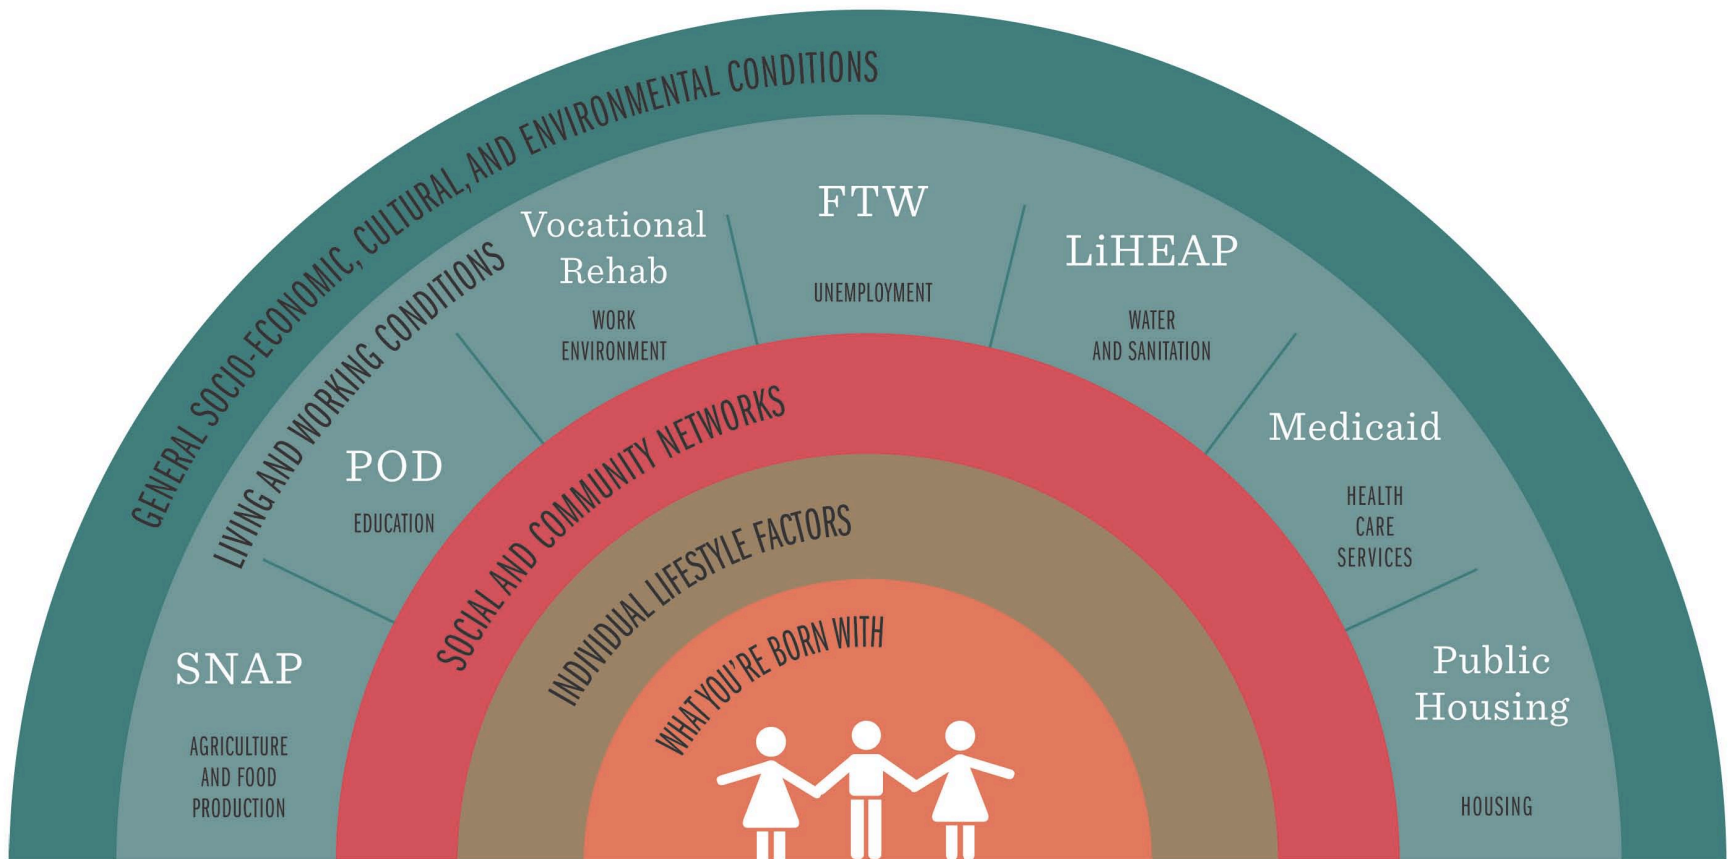 GENERAL SOCIO-ECONOMIC, CULTURAL, AND ENVIRONMENTAL CONDITIONS
LIVING AND WORKING CONDITIONS
SNAP
AGRICULTURE
AND FOOD
PRODUCTION
POD
EDUCATION
Vocational
Rehab
WORK
ENVIRONMENT
FTW
UNEMPLOYMENT
LiHEAP
WATER
AND SANITATION
Medicaid
HEALTH
CARE
SERVICES
Public
Housing
HOUSING
SOCIAL AND COMMUNITY NETWORKS
INDIVIDUAL LIFESTYLE FACTORS
WHAT YOU'RE BORN WITH